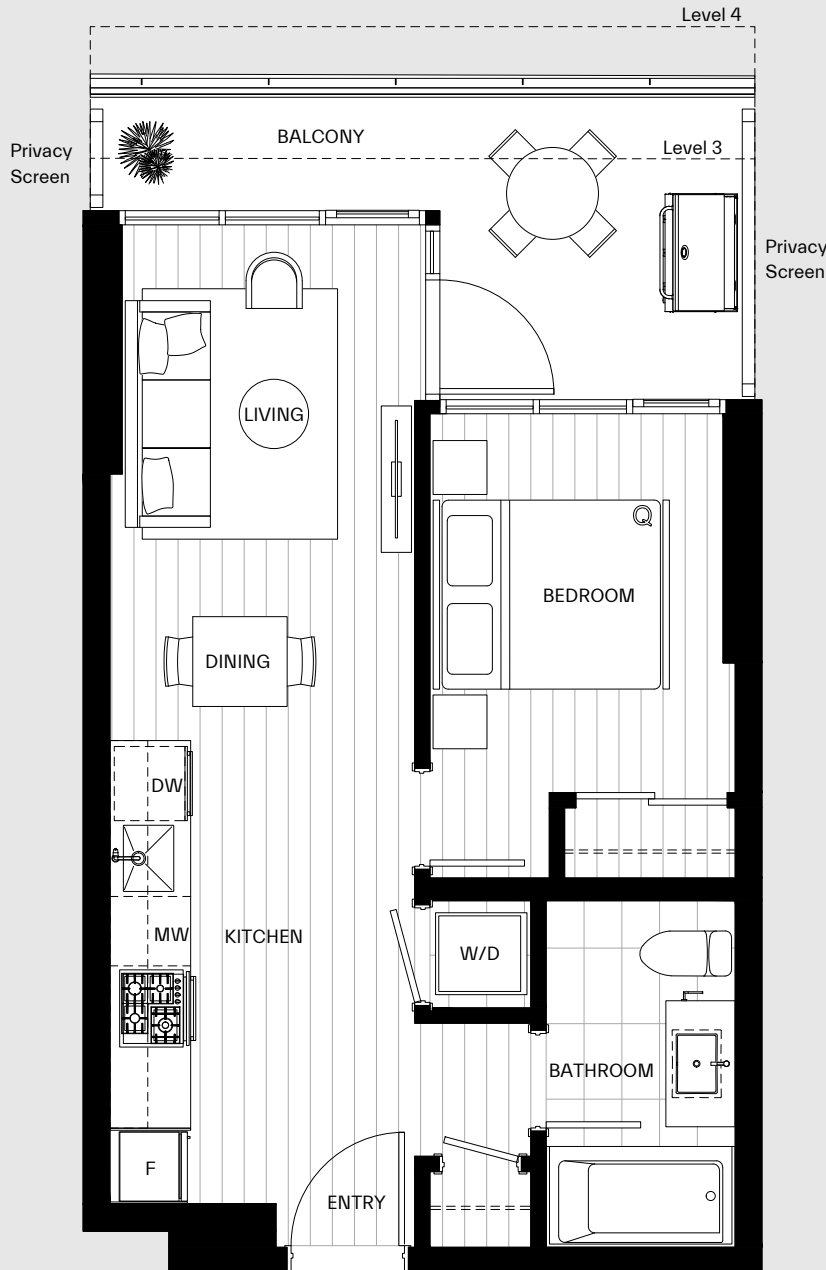 Level 4
BALCONY
Privacy
Screen
Level 3
Privacy
Screen
LIVING
BEDROOM
DINING
DW
MW
KITCHEN
W/D
BATHROOM
F
ENTRY